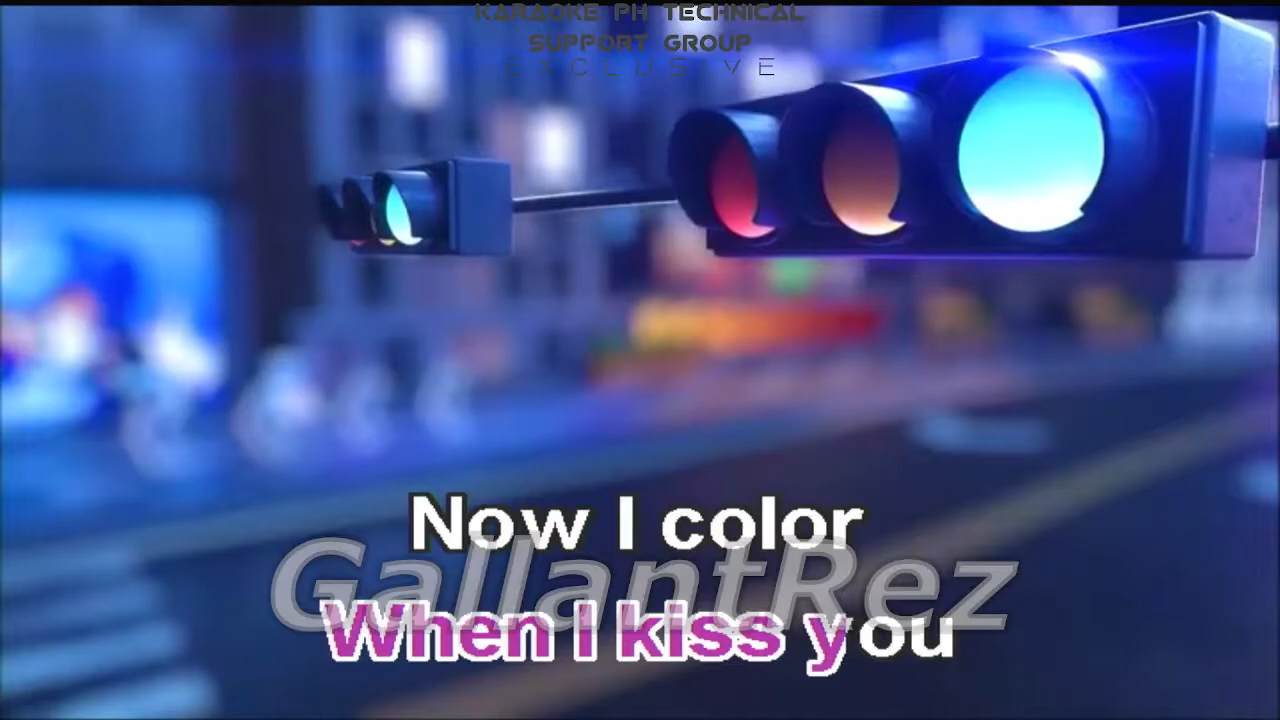 KARAOKE PH TECHNICAL
SUPPORT GROUP
EXCLUSIVE
Now I color
GallantRez
When I kiss you